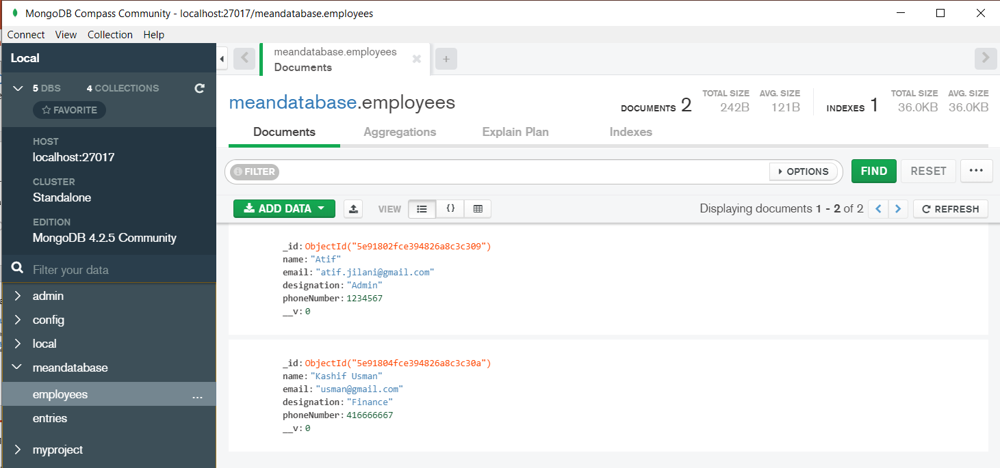 MongoDB Compass Community - localhost:27017/meandatabase.employees
Connect View Collection Help
Local
5 DBS 4 COLLECTIONS
FAVORITE
HOST
localhost:27017
CLUSTER
Standalone
EDITION
MongoDB 4.2.5 Community
Filter your data
admin
config
local
meandatabase
employees ...
entries
myproject
meandatabase.employees
Documents
meandatabase.employees
DOCUMENTS 2 TOTAL SIZE 242B AVG. SIZE 121B
INDEXES 1 TOTAL SIZE 36.0KB AVG. SIZE 36.0KB
Documents Aggregations Explain Plan Indexes
FILTER OPTIONS FIND RESET ...
ADD DATA VIEW {} Displaying documents 1 - 2 of 2 < > REFRESH
_id: ObjectId("5e91802fce394826a8c3c309")
name: "Atif"
email: "atif.jilani@gmail.com"
designation: "Admin"
phoneNumber: 1234567
__v: 0
_id: ObjectId("5e91804fce394826a8c3c30a")
name: "Kashif Usman"
email: "usman@gmail.com"
designation: "Finance"
phoneNumber: 416666667
__v: 0